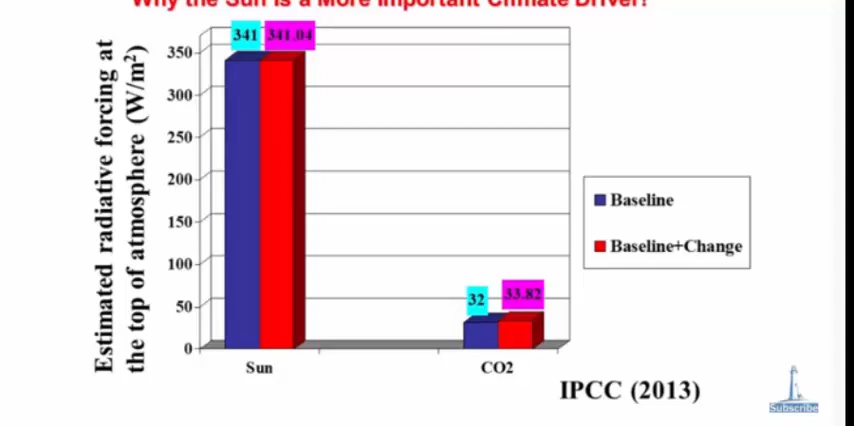 Why the Sun is a More Important Climate Driver!
341 341.04
Estimated radiative forcing at
the top of atmosphere (W/m²)
350
300
250
200
150
100
50
0
32 33.82
Sun
CO2
Baseline
Baseline+Change
IPCC (2013)
Subscribe